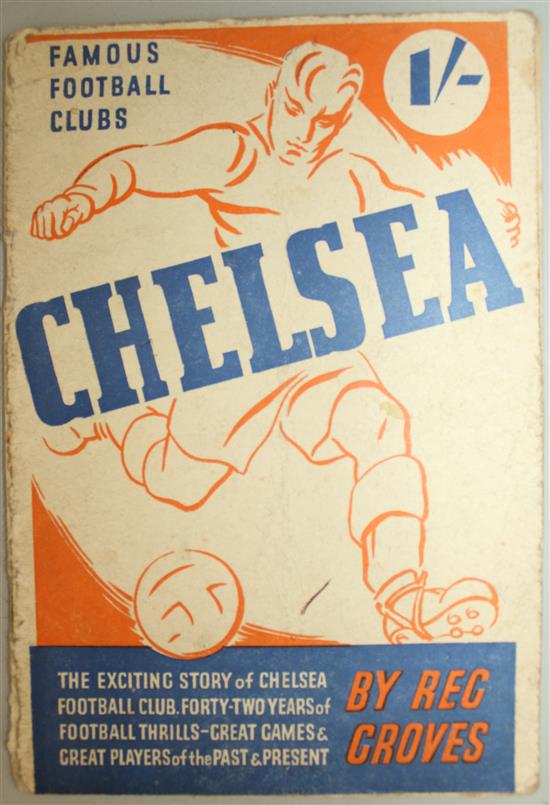 FAMOUS
FOOTBALL
CLUBS
1/-
CHELSEA
THE EXCITING STORY of CHELSEA
FOOTBALL CLUB. FORTY-TWO YEARS of
FOOTBALL THRILLS-GREAT GAMES &
GREAT PLAYERS of the PAST & PRESENT
BY REG
GROVES